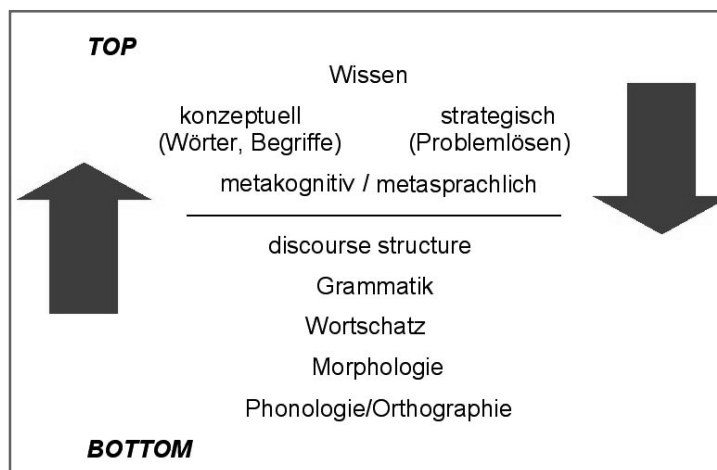 TOP
Wissen
konzeptuell strategisch
(Wörter, Begriffe) (Problemlösen)
metakognitiv / metasprachlich
discourse structure
Grammatik
Wortschatz
Morphologie
Phonologie/Orthographie
BOTTOM